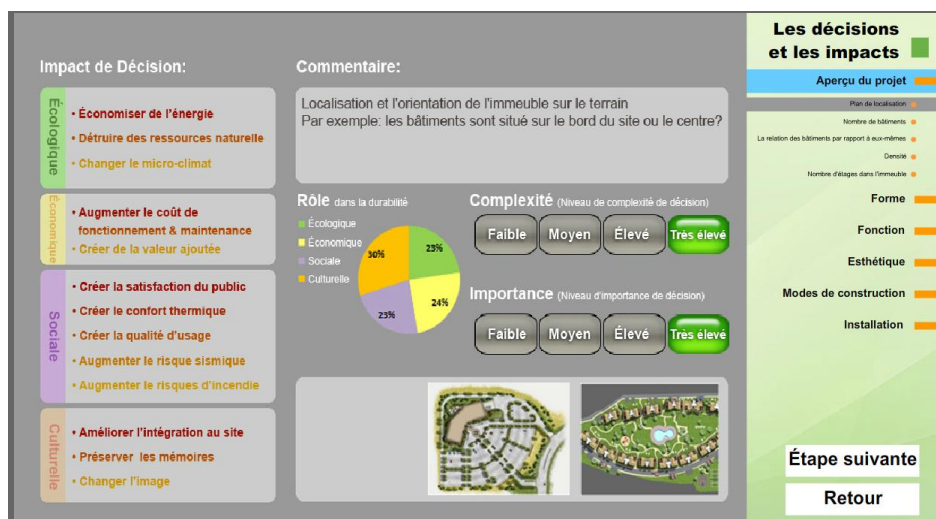 Impact de Décision:
Écologique
• Économiser de l'énergie
• Détruire des ressources naturelle
• Changer le micro-climat
Économique
• Augmenter le coût de
fonctionnement & maintenance
• Créer de la valeur ajoutée
Sociale
• Créer la satisfaction du public
• Créer le confort thermique
• Créer la qualité d'usage
• Augmenter le risque sismique
• Augmenter le risques d'incendie
Culturelle
• Améliorer l'intégration au site
• Préserver les mémoires
• Changer l'image
Commentaire:
Localisation et l'orientation de l'immeuble sur le terrain
Par exemple: les bâtiments sont situé sur le bord du site ou le centre?
Rôle dans la durabilité
Écologique
Économique
Sociale
Culturelle
30%
23%
24%
23%
Complexité (Niveau de complexité de décision)
Faible Moyen Élevé Très élevé
Importance (Niveau d'importance de décision)
Faible Moyen Élevé Très élevé
Les décisions
et les impacts
Aperçu du projet
Plan de localisation
Nombre de bâtiments
La relation des bâtiments par rapport à eux-mêmes
Densité
Nombre d'étages dans l'immeuble
Forme
Fonction
Esthétique
Modes de construction
Installation
Étape suivante
Retour